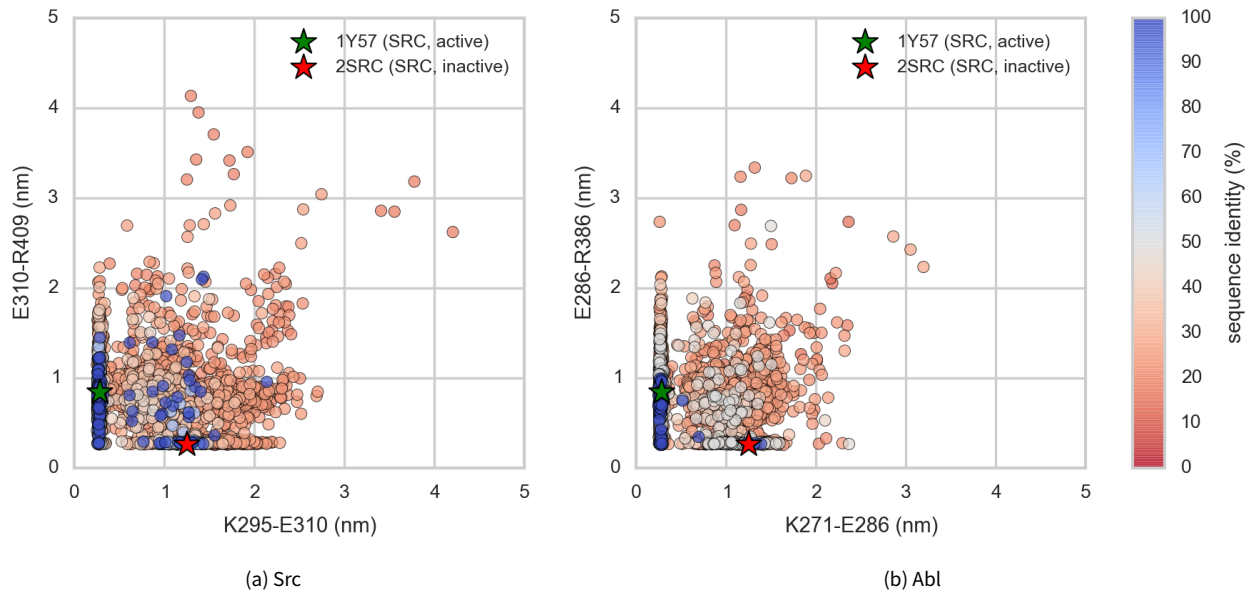 1Y57 (SRC, active)
2SRC (SRC, inactive)
5
4
3
2
1
0
E310-R409 (nm)
0 1 2 3 4 5
K295-E310 (nm)
(a) Src
1Y57 (SRC, active)
2SRC (SRC, inactive)
5
4
3
2
1
0
E286-R386 (nm)
0 1 2 3 4 5
K271-E286 (nm)
(b) Abl
100
90
80
70
60
50
40
30
20
10
0
sequence identity (%)